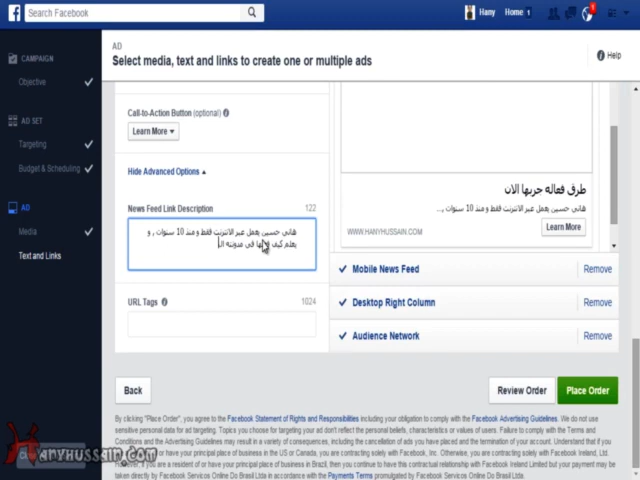 Search Facebook
Hany
Home 1
1
AD
Select media, text and links to create one or multiple ads
Help
CAMPAIGN
Objective
AD SET
Targeting
Budget & Scheduling
AD
Media
Text and Links
Call-to-Action Button (optional)
Learn More
Hide Advanced Options
News Feed Link Description 122
هاني حسين يعمل عبر الانترنت فقط و منذ 10 سنوات , و
في مدونته ال
URL Tags 1024
طرق فعاله جربها الان
هاني حسين يعمل عبر الانترنت فقط و منذ 10 سنوات ,...
WWW.HANYHUSSAIN.COM
Learn More
Mobile News Feed Remove
Desktop Right Column Remove
Audience Network Remove
Back
Review Order
Place Order
By clicking "Place Order", you agree to the Facebook Statement of Rights and Responsibilities including your obligation to comply with the Facebook Advertising Guidelines. We do not use
sensitive personal data for ad targeting. Topics you choose for targeting your ad don't reflect the personal beliefs, characteristics or values of users. Failure to comply with the Terms and
Conditions and the Advertising Guidelines may result in a variety of consequences, including the cancellation of ads you have placed and the termination of your account. Understand that if you
or have your principal place of business in the US or Canada, you are contracting solely with Facebook, Inc. Otherwise, you are contracting solely with Facebook Ireland, Ltd.
However, if you are a resident of or have your principal place of business in Brazil, then you continue to have this contractual relationship with Facebook Ireland Limited but your payment may be
taken directly by Facebook Servicos Online Do Brasil Ltda in accordance with the Payments Terms promulgated by Facebook Servicos Online Do Brasil Ltda.
HANYHUSSAIN.COM